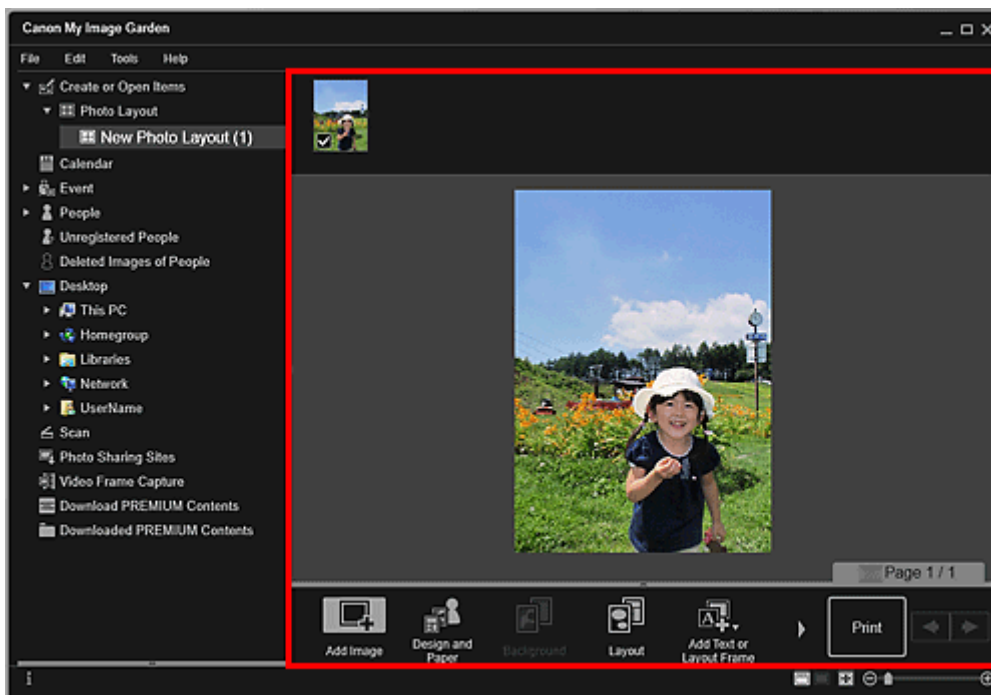 Canon My Image Garden
File Edit Tools Help
Create or Open Items
Photo Layout
New Photo Layout (1)
Calendar
Event
People
Unregistered People
Deleted Images of People
Desktop
This PC
Homegroup
Libraries
Network
UserName
Scan
Photo Sharing Sites
Video Frame Capture
Download PREMIUM Contents
Downloaded PREMIUM Contents
Page 1 / 1
Add Image
Design and
Paper
Background
Layout
Add Text or
Layout Frame
Print